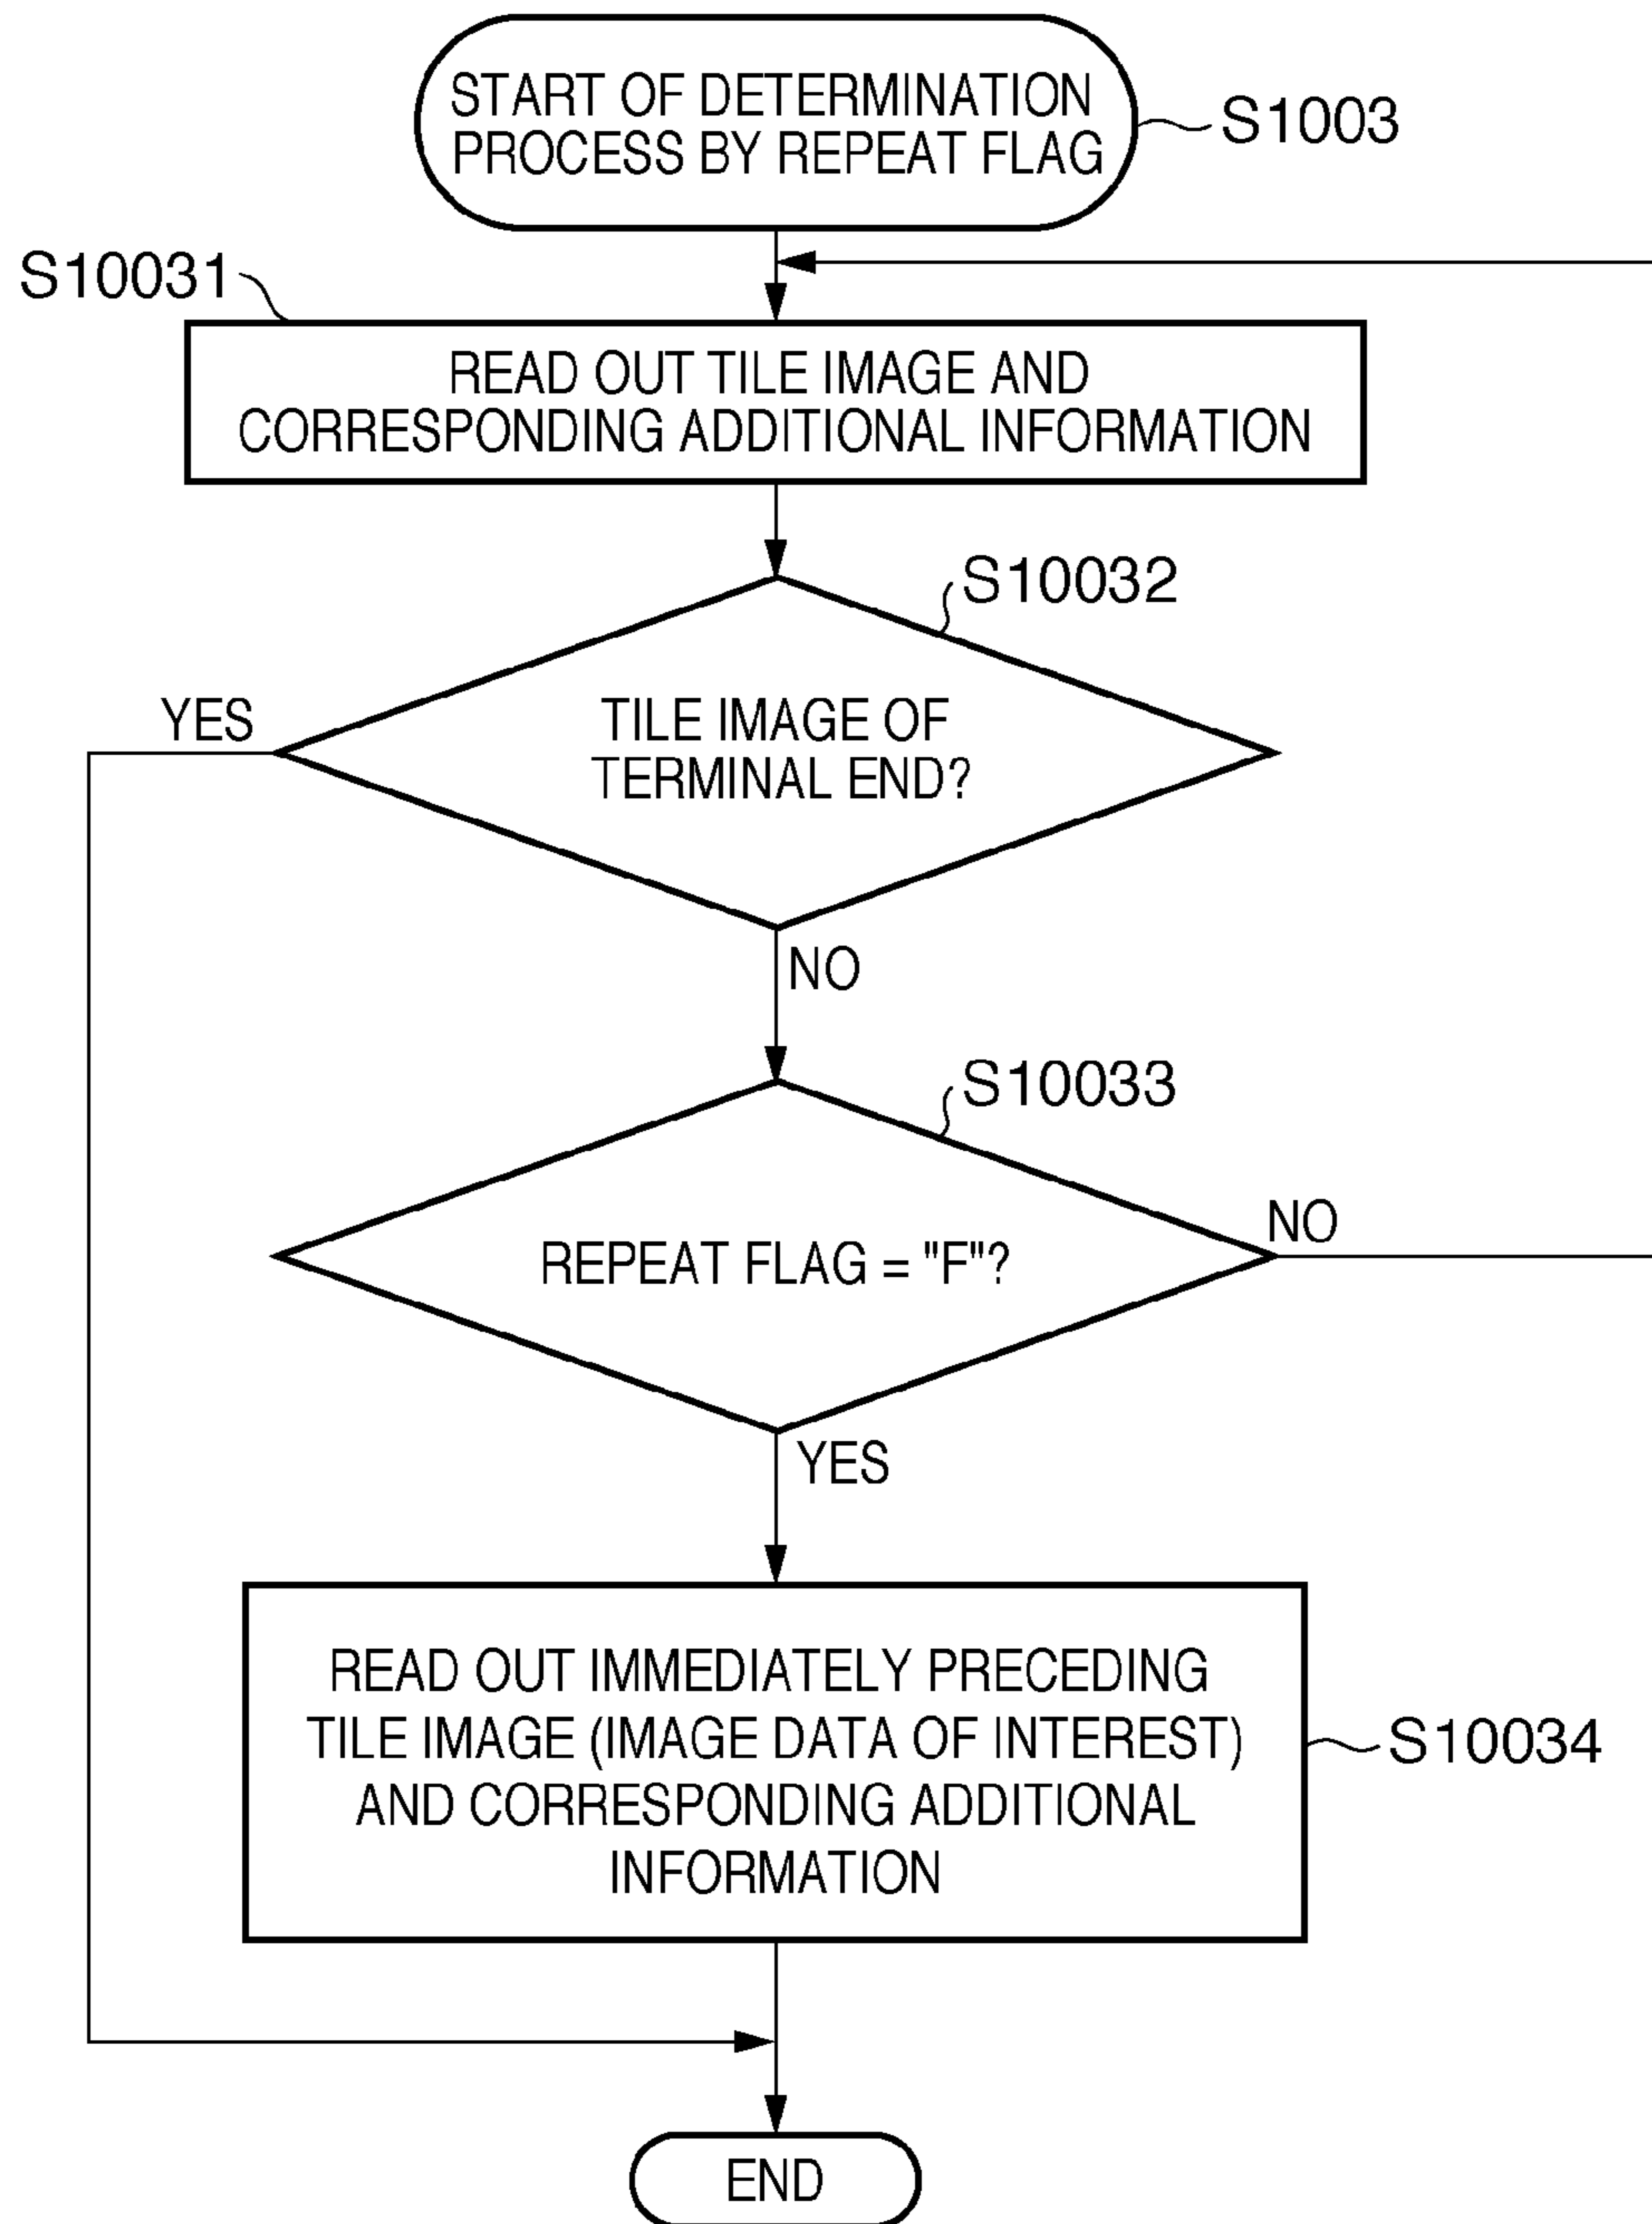 START OF DETERMINATION
PROCESS BY REPEAT FLAG
S1003
S10031
READ OUT TILE IMAGE AND
CORRESPONDING ADDITIONAL INFORMATION
S10032
TILE IMAGE OF
TERMINAL END?
YES
NO
S10033
REPEAT FLAG = "F"?
NO
YES
READ OUT IMMEDIATELY PRECEDING
TILE IMAGE (IMAGE DATA OF INTEREST)
AND CORRESPONDING ADDITIONAL
INFORMATION
S10034
END